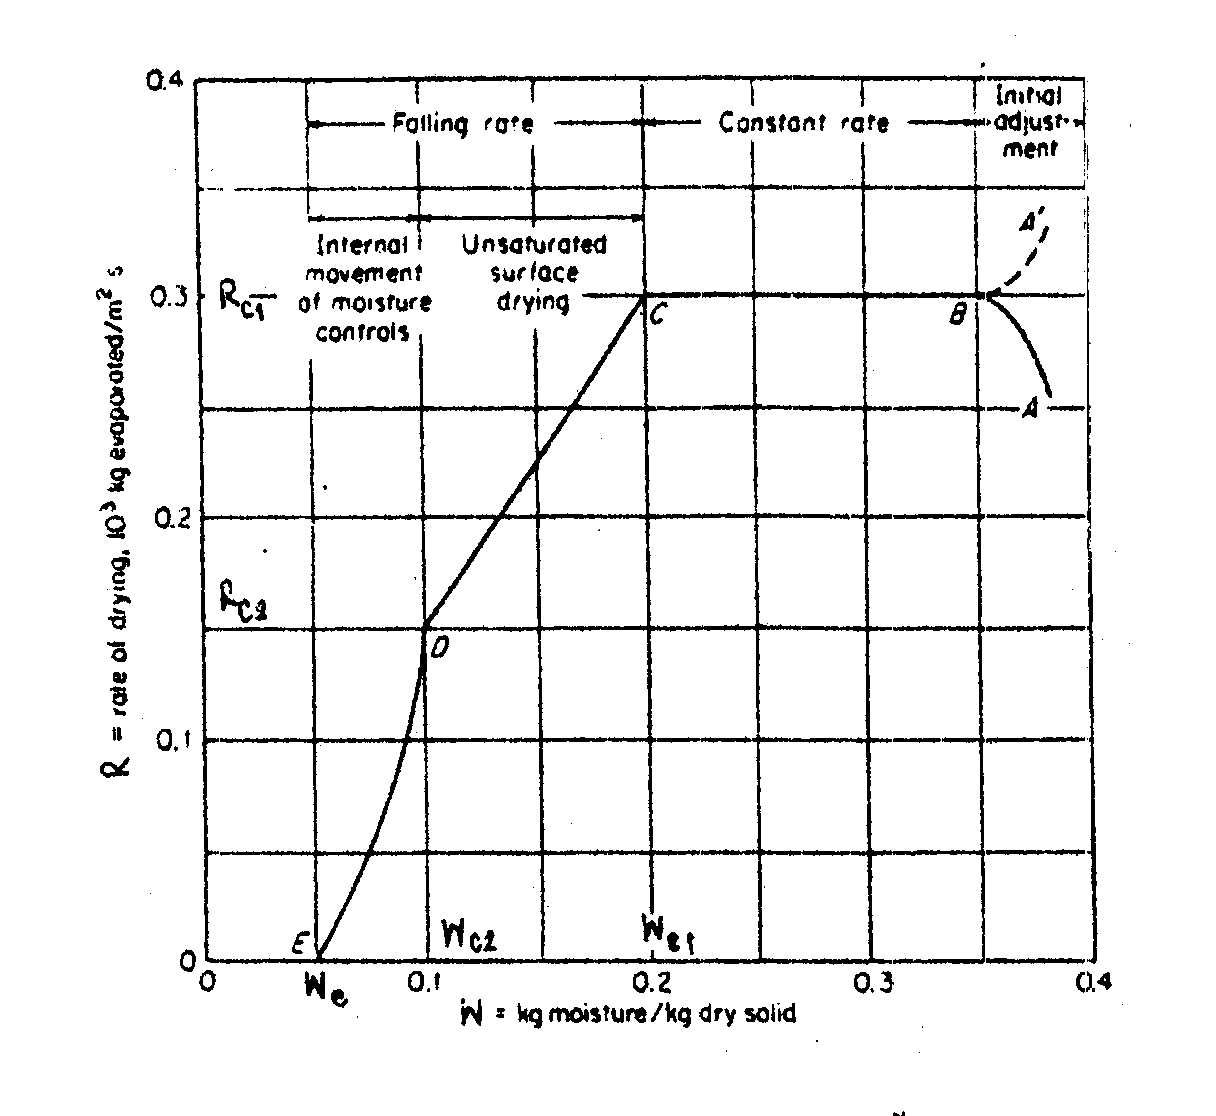 0.4
Falling rate
Constant rate
Initial
adjust-
ment
A'
Internal
movement
of moisture
controls
Unsaturated
surface
drying
0.3
RC1
C
B
A
0.2
RC2
D
0.1
E
WC2
WC1
0
0
We
0.1
0.2
0.3
0.4
W = kg moisture/kg dry solid
R = rate of drying, 10³ kg evaporated/m² s